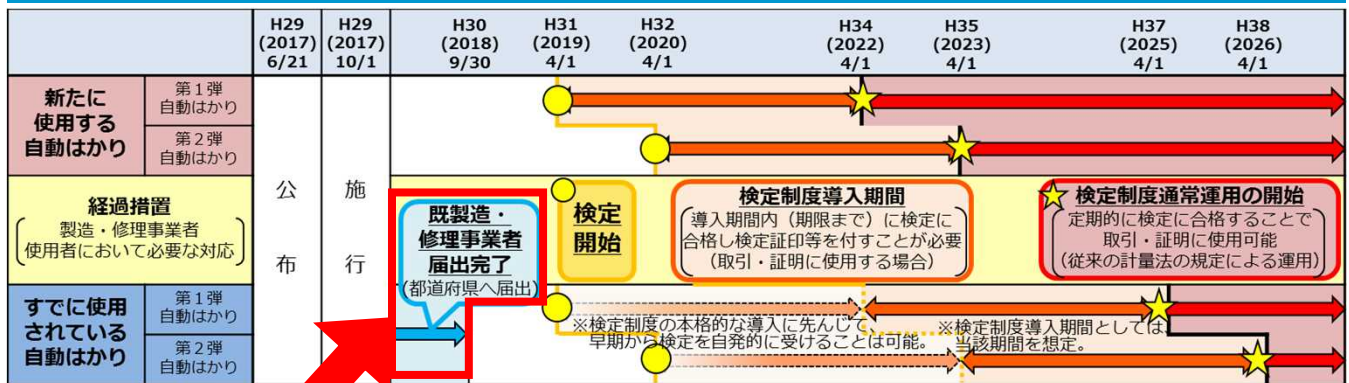 H29 H29 H30 H31 H32 H34 H35 H37 H38
(2017) (2017) (2018) (2019) (2020) (2022) (2023) (2025) (2026)
6/21 10/1 9/30 4/1 4/1 4/1 4/1 4/1 4/1
新たに
使用する
自動はかり
第1弾
自動はかり
第2弾
自動はかり
経過措置
製造・修理事業者
使用者において必要な対応
公
布
施
行
既製造・
修理事業者
届出完了
(都道府県へ届出)
検定
開始
検定制度導入期間
導入期間内（期限まで）に検定に
合格し検定証印等を付すことが必要
（取引・証明に使用する場合）
検定制度通常運用の開始
定期的に検定に合格することで
取引・証明に使用可能
（従来の計量法の規定による運用）
すでに使用
されている
自動はかり
第1弾
自動はかり
第2弾
自動はかり
※検定制度の本格的な導入に先んじて、
早期から検定を自発的に受けることは可能。
※検定制度導入期間としては、
当該期間を想定。